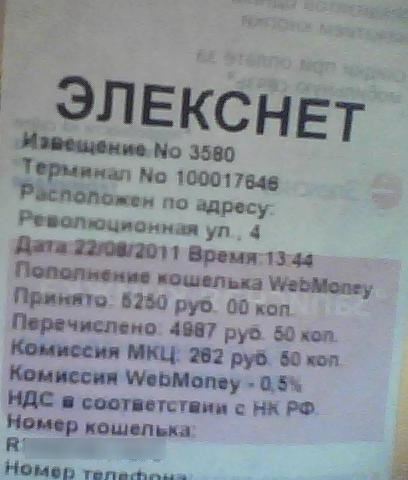 ЭЛЕКСНЕТ
Извещение No 3580
Терминал No 100017646
Расположен по адресу:
Революционная ул., 4
Дата:22/08/2011 Время:13:44
Пополнение кошелька WebMoney
Принято: 5250 руб. 00 коп.
Перечислено: 4987 руб. 50 коп.
Комиссия МКЦ: 262 руб. 50 коп.
Комиссия WebMoney - 0,5%
НДС в соответствии с НК РФ.
Номер кошелька:
R
Номер телефона: